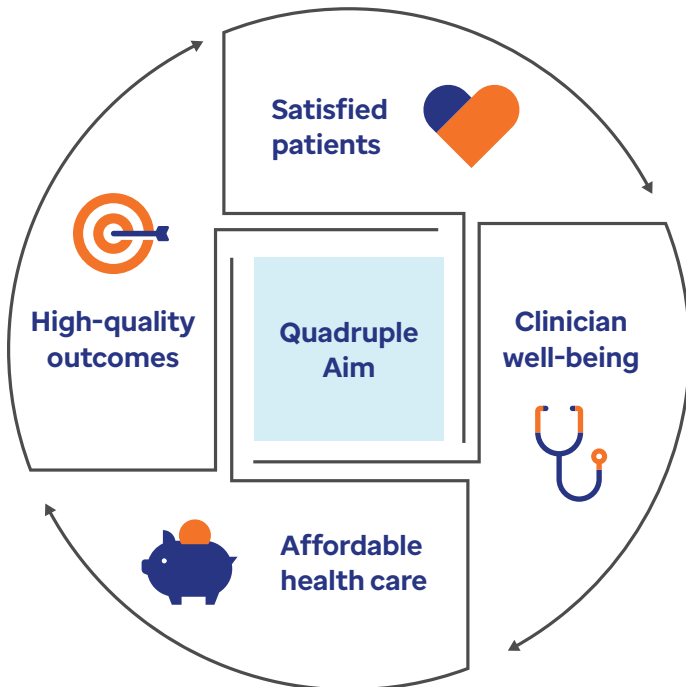 Satisfied
patients
High-quality
outcomes
Quadruple
Aim
Clinician
well-being
Affordable
health care